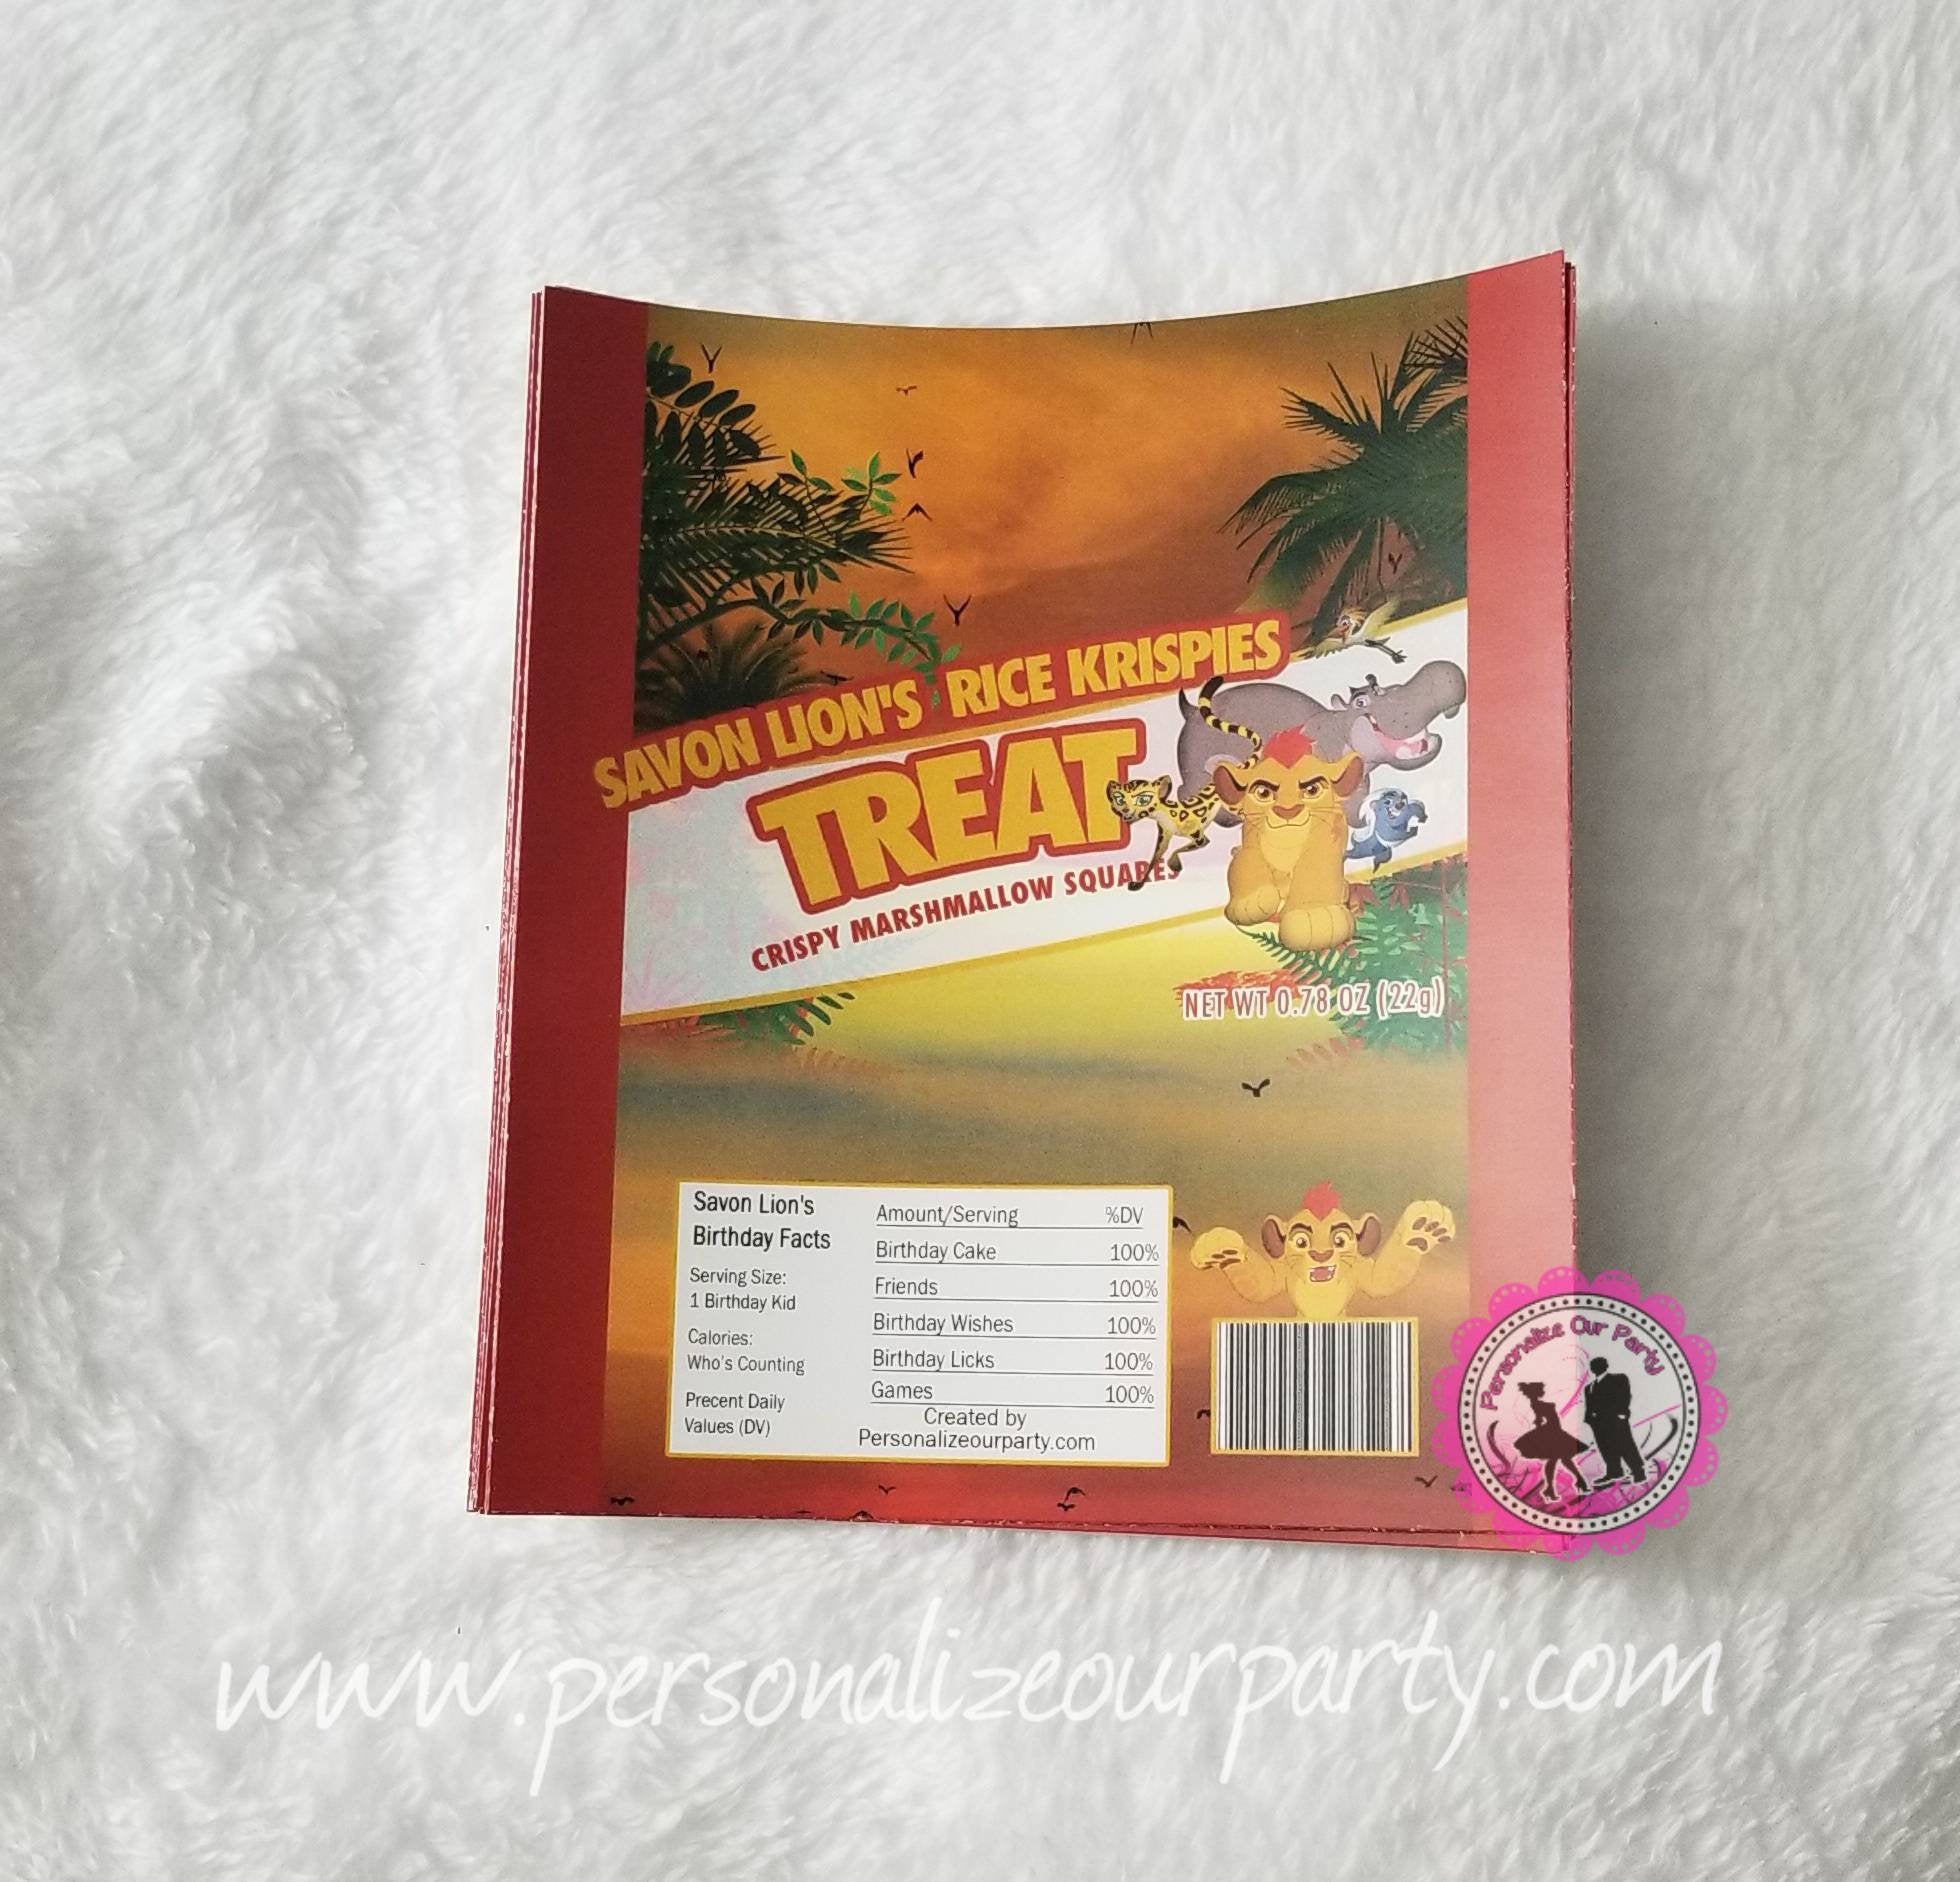 SAVON LION'S RICE KRISPIES
TREAT
CRISPY MARSHMALLOW SQUARES
NET WT 0.78 OZ (22g)
Savon Lion's
Birthday Facts
Serving Size:
1 Birthday Kid
Calories:
Who's Counting
Precent Daily
Values (DV)
Amount/Serving %DV
Birthday Cake 100%
Friends 100%
Birthday Wishes 100%
Birthday Licks 100%
Games 100%
Created by
Personalizeourparty.com
Personalize Our Party
www.personalizeourparty.com